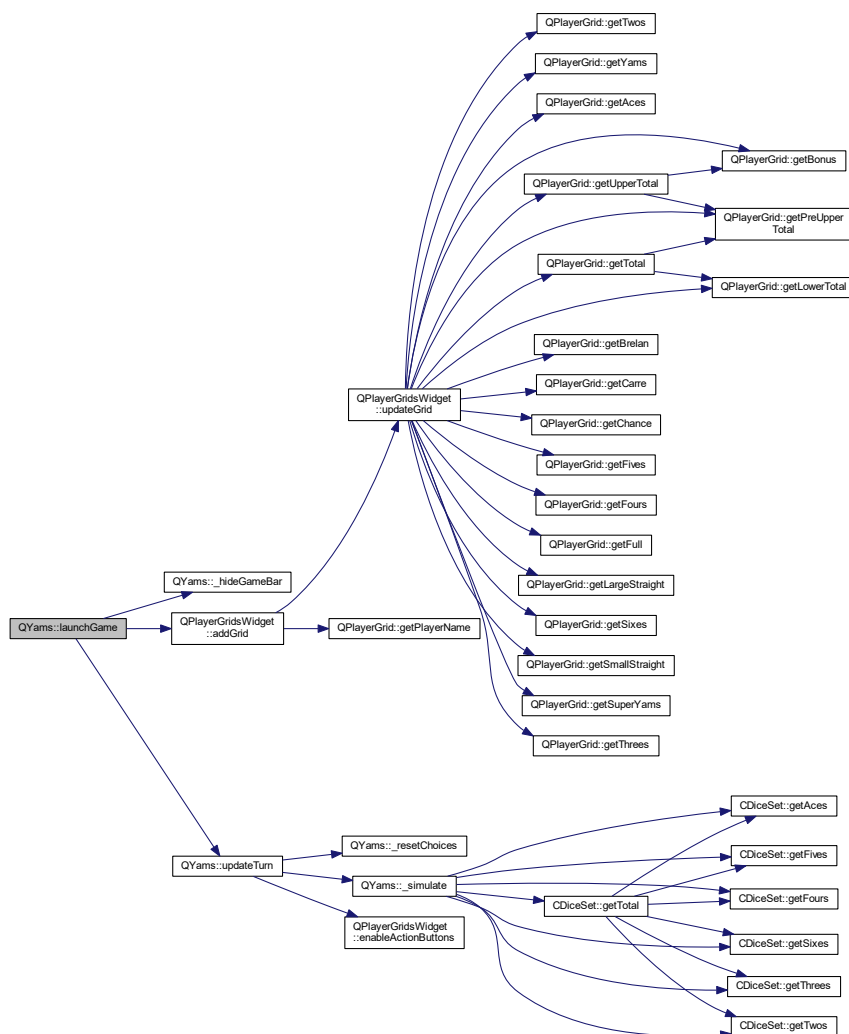 QPlayerGrid::getTwos
QPlayerGrid::getYams
QPlayerGrid::getAces
QPlayerGrid::getBonus
QPlayerGrid::getUpperTotal
QPlayerGrid::getPreUpper
Total
QPlayerGrid::getTotal
QPlayerGrid::getLowerTotal
QPlayerGrid::getBrelan
QPlayerGrid::getCarre
QPlayerGridsWidget
::updateGrid
QPlayerGrid::getChance
QPlayerGrid::getFives
QPlayerGrid::getFours
QPlayerGrid::getFull
QYams::_hideGameBar
QPlayerGrid::getLargeStraight
QYams::launchGame
QPlayerGridsWidget
::addGrid
QPlayerGrid::getPlayerName
QPlayerGrid::getSixes
QPlayerGrid::getSmallStraight
QPlayerGrid::getSuperYams
QPlayerGrid::getThrees
CDiceSet::getAces
QYams::_resetChoices
CDiceSet::getFives
QYams::updateTurn
QYams::_simulate
CDiceSet::getFours
CDiceSet::getTotal
QPlayerGridsWidget
::enableActionButtons
CDiceSet::getSixes
CDiceSet::getThrees
CDiceSet::getTwos